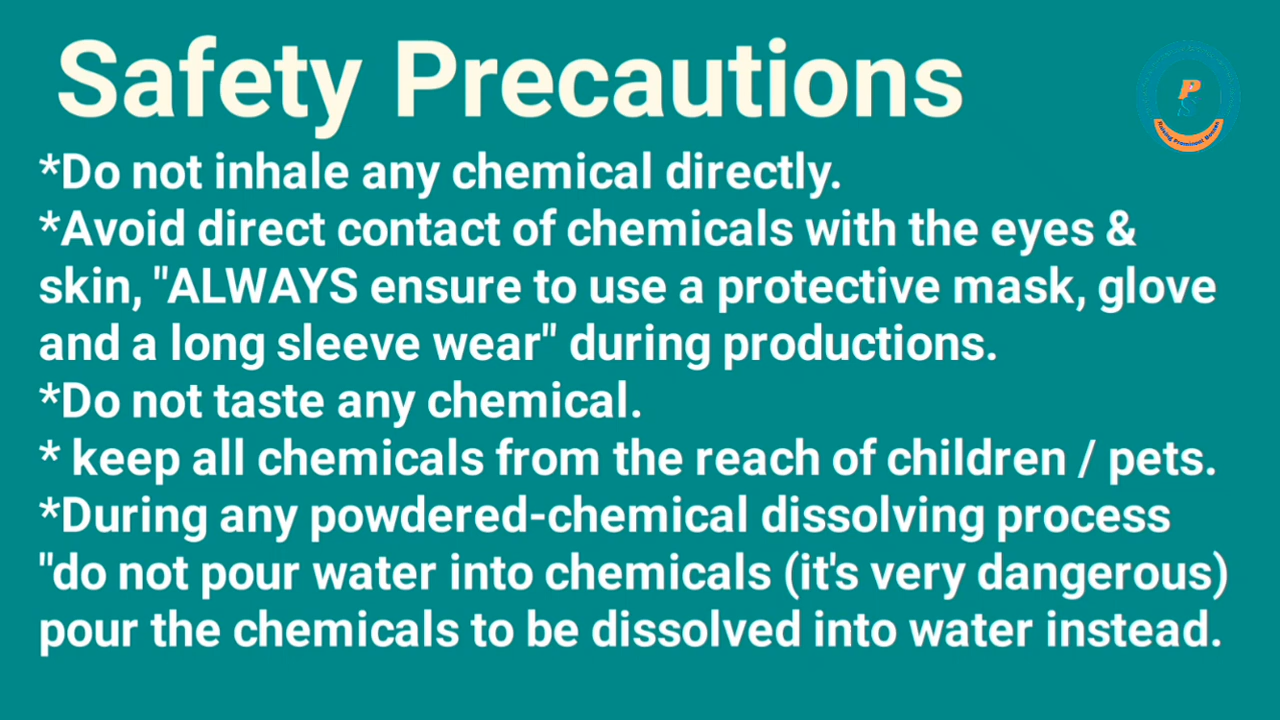 Safety Precautions
*Do not inhale any chemical directly.
*Avoid direct contact of chemicals with the eyes &
skin, "ALWAYS ensure to use a protective mask, glove
and a long sleeve wear" during productions.
*Do not taste any chemical.
* keep all chemicals from the reach of children / pets.
*During any powdered-chemical dissolving process
"do not pour water into chemicals (it's very dangerous)
pour the chemicals to be dissolved into water instead.
P
S